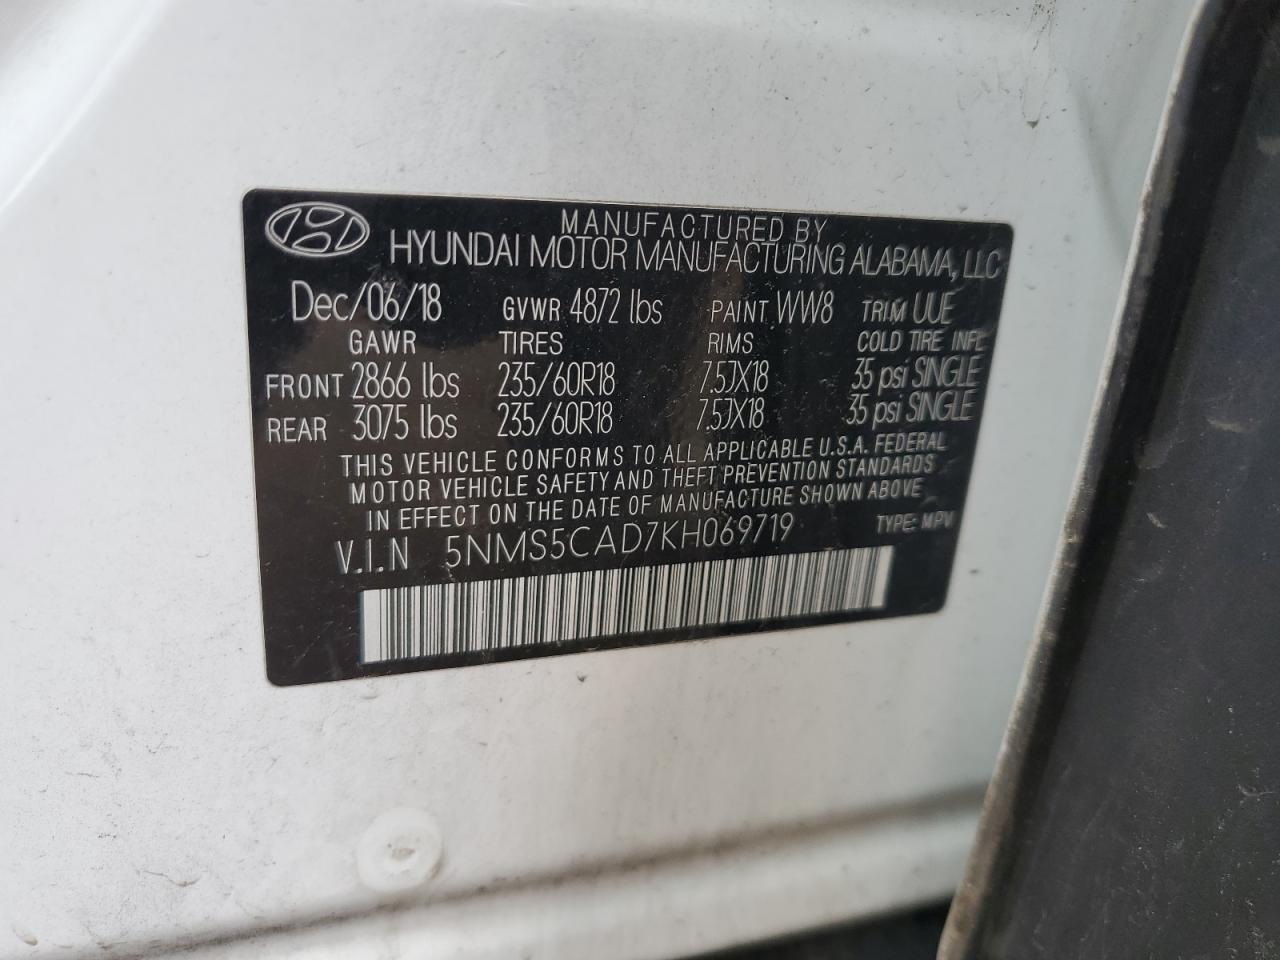 MANUFACTURED BY
HYUNDAI MOTOR MANUFACTURING ALABAMA, LLC
Dec/06/18 GVWR 4872 lbs PAINT WW8 TRIM UUE
GAWR TIRES RIMS COLD TIRE INFL
FRONT 2866 lbs 235/60R18 7.5JX18 35 psi SINGLE
REAR 3075 lbs 235/60R18 7.5JX18 35 psi SINGLE
THIS VEHICLE CONFORMS TO ALL APPLICABLE U.S.A. FEDERAL
MOTOR VEHICLE SAFETY AND THEFT PREVENTION STANDARDS
IN EFFECT ON THE DATE OF MANUFACTURE SHOWN ABOVE
V.I.N 5NMS5CAD7KH069719 TYPE: MPV